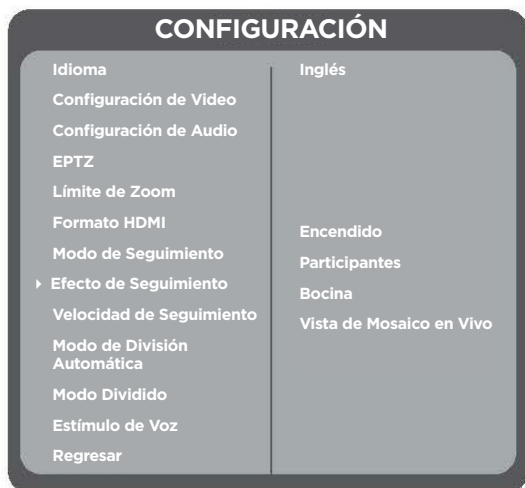 CONFIGURACIÓN
Idioma
Configuración de Video
Configuración de Audio
EPTZ
Límite de Zoom
Formato HDMI
Modo de Seguimiento
Efecto de Seguimiento
Velocidad de Seguimiento
Modo de División
Automática
Modo Dividido
Estímulo de Voz
Regresar
Inglés
Encendido
Participantes
Bocina
Vista de Mosaico en Vivo